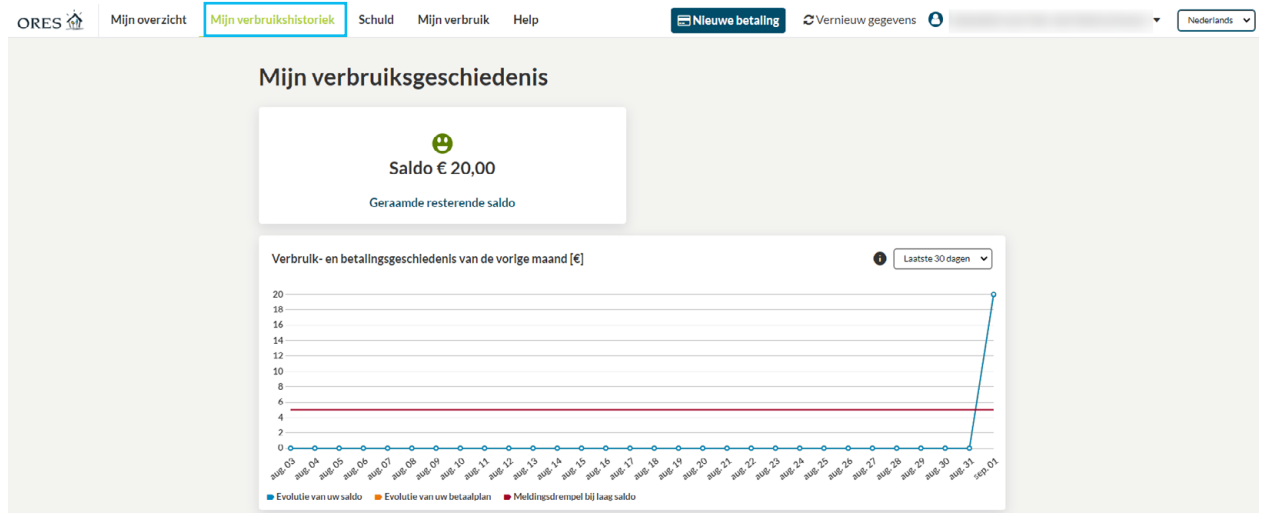 ORES Mijn overzicht Mijn verbruikshistoriek Schuld Mijn verbruik Help Nieuwe betaling Vernieuw gegevens Nederlands
Mijn verbruiksgeschiedenis
Saldo € 20,00
Geraamde resterende saldo
Verbruik- en betalingsgeschiedenis van de vorige maand [€] Laatste 30 dagen
20
18
16
14
12
10
8
6
4
2
0
aug. 03 aug. 04 aug. 05 aug. 06 aug. 07 aug. 08 aug. 09 aug. 10 aug. 11 aug. 12 aug. 13 aug. 14 aug. 15 aug. 16 aug. 17 aug. 18 aug. 19 aug. 20 aug. 21 aug. 22 aug. 23 aug. 24 aug. 25 aug. 26 aug. 27 aug. 28 aug. 29 aug. 30 aug. 31 sep. 01
Evolutie van uw saldo Evolutie van uw betaalplan Meldingsdrempel bij laag saldo